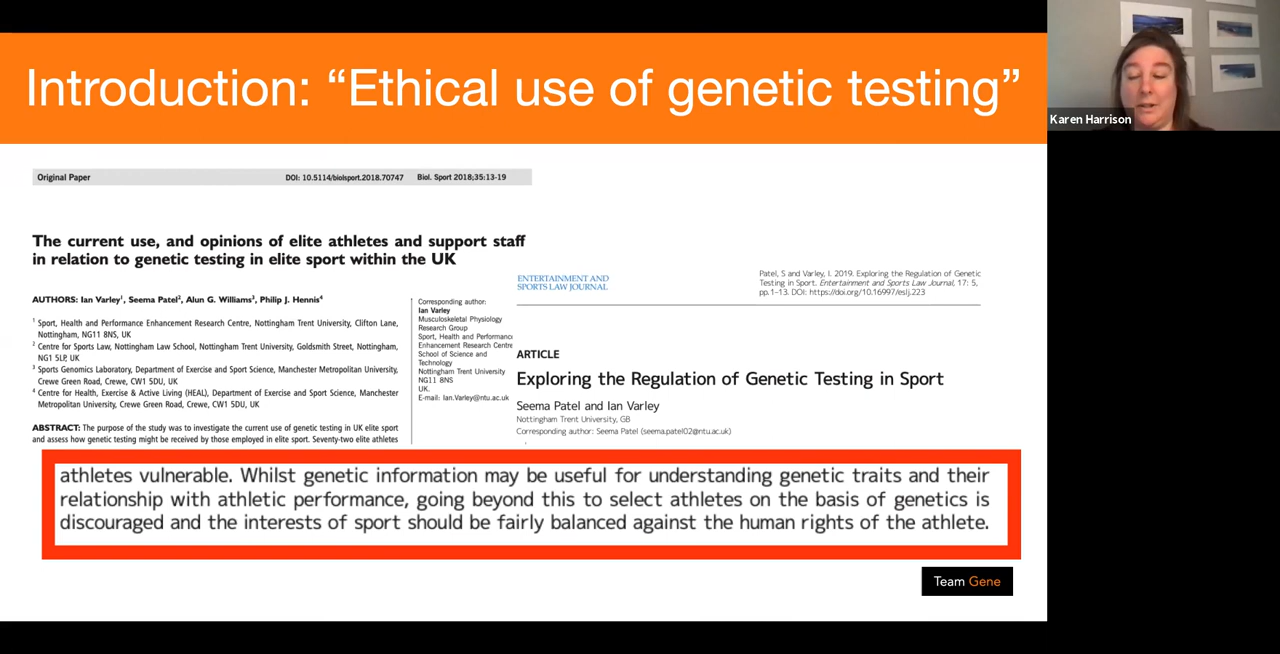 Introduction: “Ethical use of genetic testing”
Karen Harrison
Original Paper DOI: 10.5114/biolsport.2018.70747 Biol. Sport 2018;35:13-19
The current use, and opinions of elite athletes and support staff
in relation to genetic testing in elite sport within the UK
AUTHORS: Ian Varley1, Seema Patel2, Alun G. Williams3, Philip J. Hennis4
1 Sport, Health and Performance Enhancement Research Centre, Nottingham Trent University, Clifton Lane,
Nottingham, NG11 8NS, UK
2 Centre for Sports Law, Nottingham Law School, Nottingham Trent University, Goldsmith Street, Nottingham,
NG1 5LP, UK
3 Sports Genomics Laboratory, Department of Exercise and Sport Science, Manchester Metropolitan University,
Crewe Green Road, Crewe, CW1 5DU, UK
4 Centre for Health, Exercise & Active Living (HEAL), Department of Exercise and Sport Science, Manchester
Metropolitan University, Crewe Green Road, Crewe, CW1 5DU, UK
ABSTRACT: The purpose of the study was to investigate the current use of genetic testing in UK elite sport
and assess how genetic testing might be received by those employed in elite sport. Seventy-two elite athletes
Corresponding author:
Ian Varley
Musculoskeletal Physiology
Research Group
Sport, Health and Performance
Enhancement Research Centre
School of Science and
Technology
Nottingham Trent University
NG11 8NS
UK.
E-mail: Ian.Varley@ntu.ac.uk
ENTERTAINMENT AND
SPORTS LAW JOURNAL
Patel, S and Varley, I. 2019. Exploring the Regulation of Genetic
Testing in Sport. Entertainment and Sports Law Journal, 17: 5,
pp.1–13. DOI: https://doi.org/10.16997/eslj.223
ARTICLE
Exploring the Regulation of Genetic Testing in Sport
Seema Patel and Ian Varley
Nottingham Trent University, GB
Corresponding author: Seema Patel (seema.patel02@ntu.ac.uk)
athletes vulnerable. Whilst genetic information may be useful for understanding genetic traits and their
relationship with athletic performance, going beyond this to select athletes on the basis of genetics is
discouraged and the interests of sport should be fairly balanced against the human rights of the athlete.
Team Gene